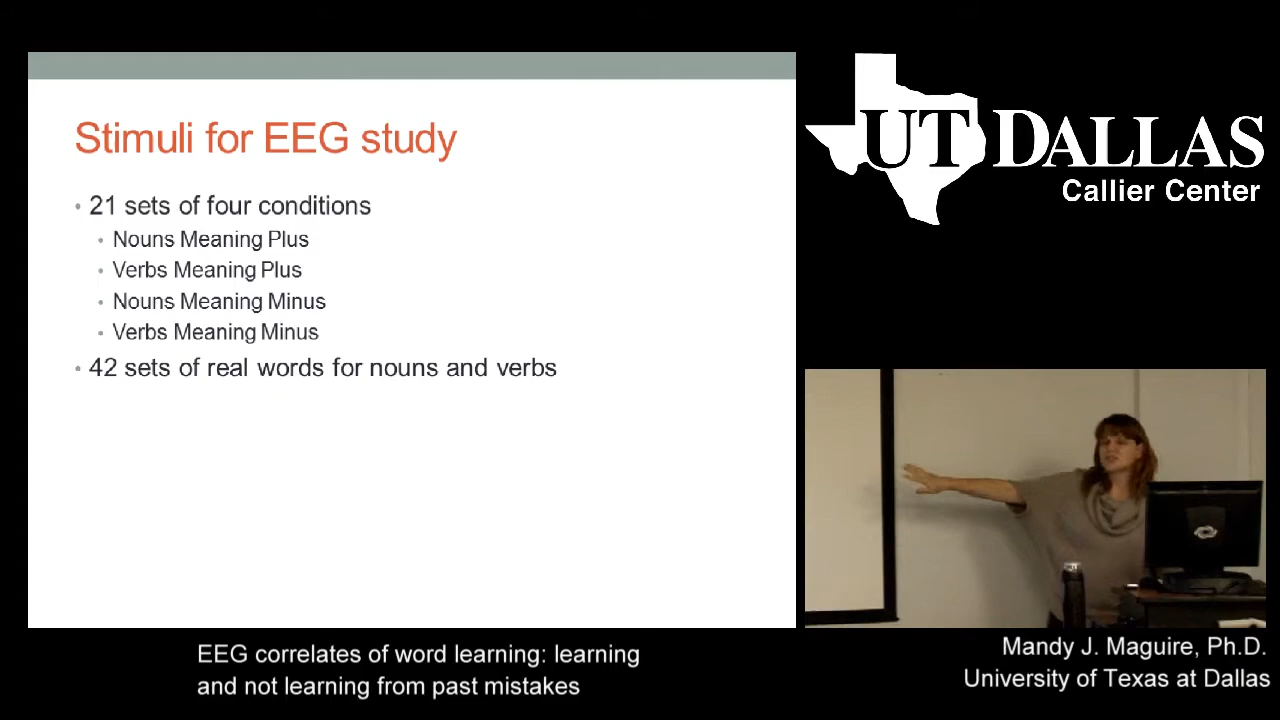 Stimuli for EEG study
• 21 sets of four conditions
• Nouns Meaning Plus
• Verbs Meaning Plus
• Nouns Meaning Minus
• Verbs Meaning Minus
• 42 sets of real words for nouns and verbs
UT DALLAS
Callier Center
EEG correlates of word learning: learning
and not learning from past mistakes
Mandy J. Maguire, Ph.D.
University of Texas at Dallas